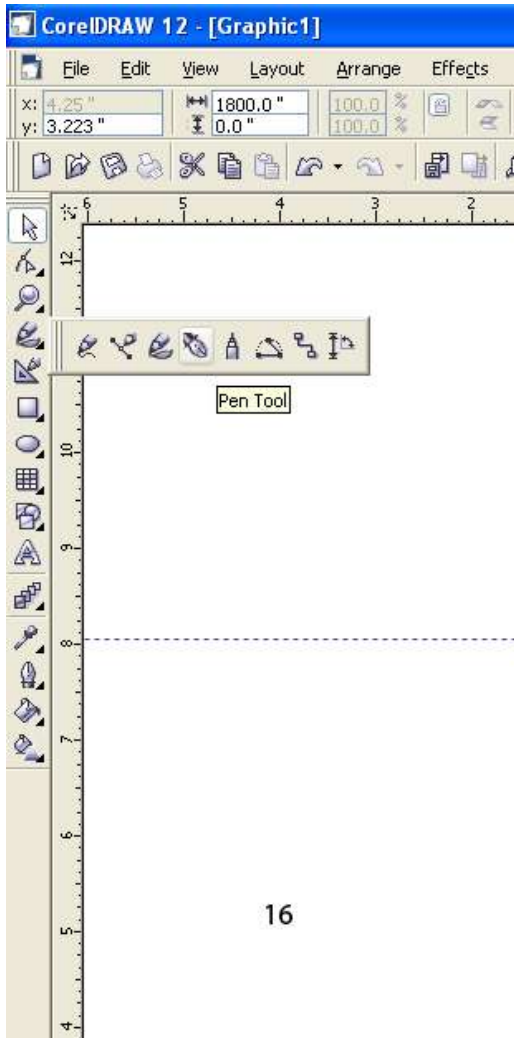 CorelDRAW 12 - [Graphic1]
File Edit View Layout Arrange Effects
x: 4.25 " 1800.0 " 100.0 %
y: 3.223 " 0.0 " 100.0 %
6 5 4 3 2
12
Pen Tool
10
9
8
7
6
16
5
4